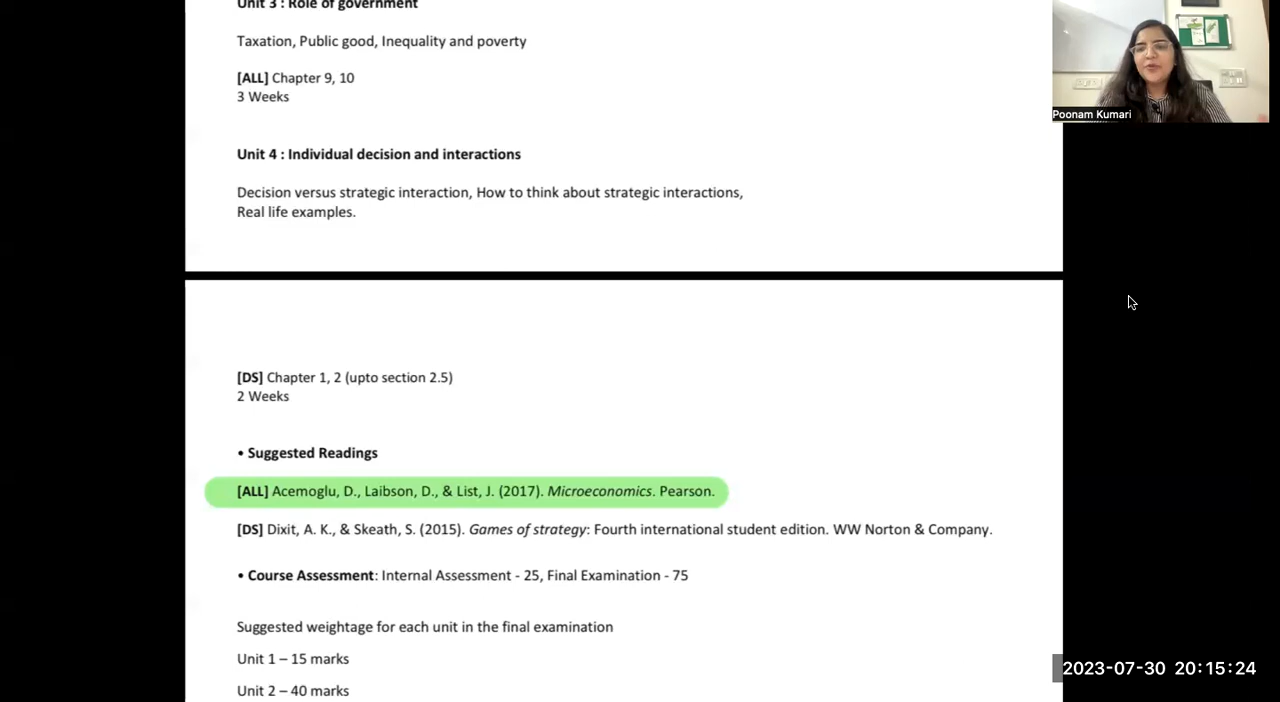 Unit 3 : Role of government
Taxation, Public good, Inequality and poverty
[ALL] Chapter 9, 10
3 Weeks
Unit 4 : Individual decision and interactions
Decision versus strategic interaction, How to think about strategic interactions,
Real life examples.
[DS] Chapter 1, 2 (upto section 2.5)
2 Weeks
• Suggested Readings
[ALL] Acemoglu, D., Laibson, D., & List, J. (2017). Microeconomics. Pearson.
[DS] Dixit, A. K., & Skeath, S. (2015). Games of strategy: Fourth international student edition. WW Norton & Company.
• Course Assessment: Internal Assessment - 25, Final Examination - 75
Suggested weightage for each unit in the final examination
Unit 1 – 15 marks
Unit 2 – 40 marks
Poonam Kumari
2023-07-30 20:15:24